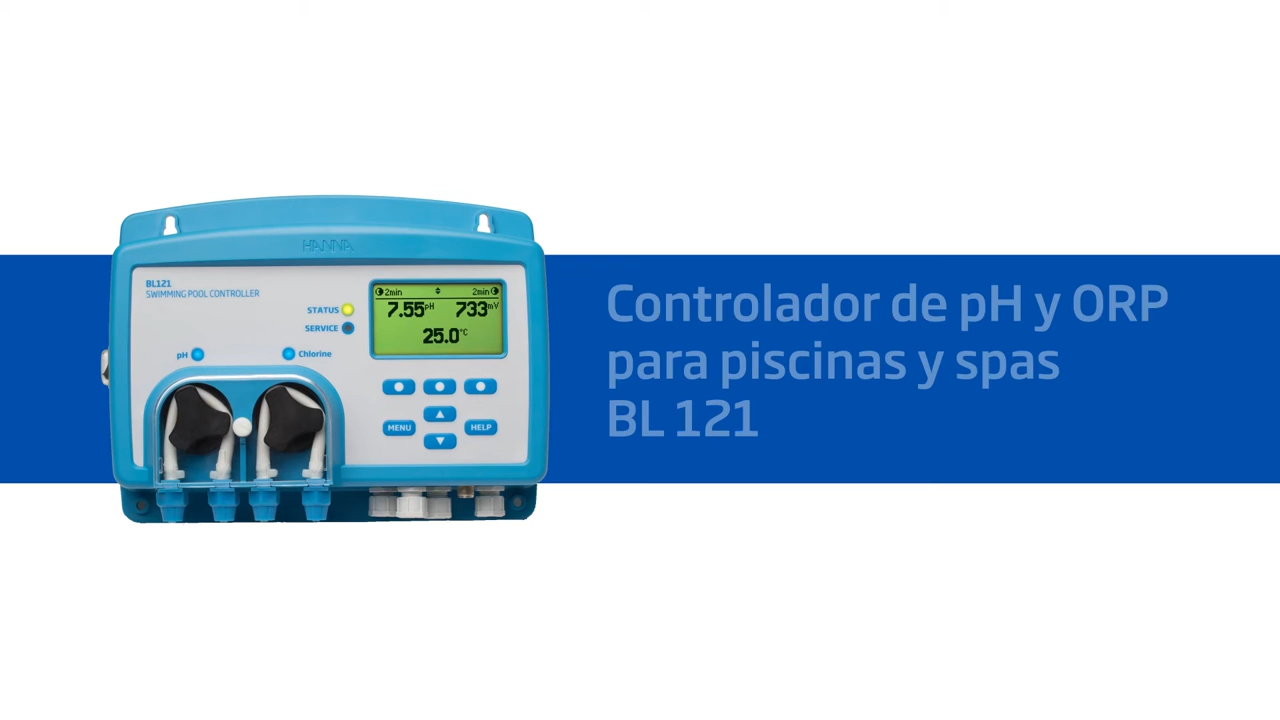 HANNA
BL121
SWIMMING POOL CONTROLLER
STATUS
SERVICE
pH
Chlorine
2min 2min
7.55pH 733mV
25.0°C
MENU
HELP
Controlador de pH y ORP
para piscinas y spas
BL 121